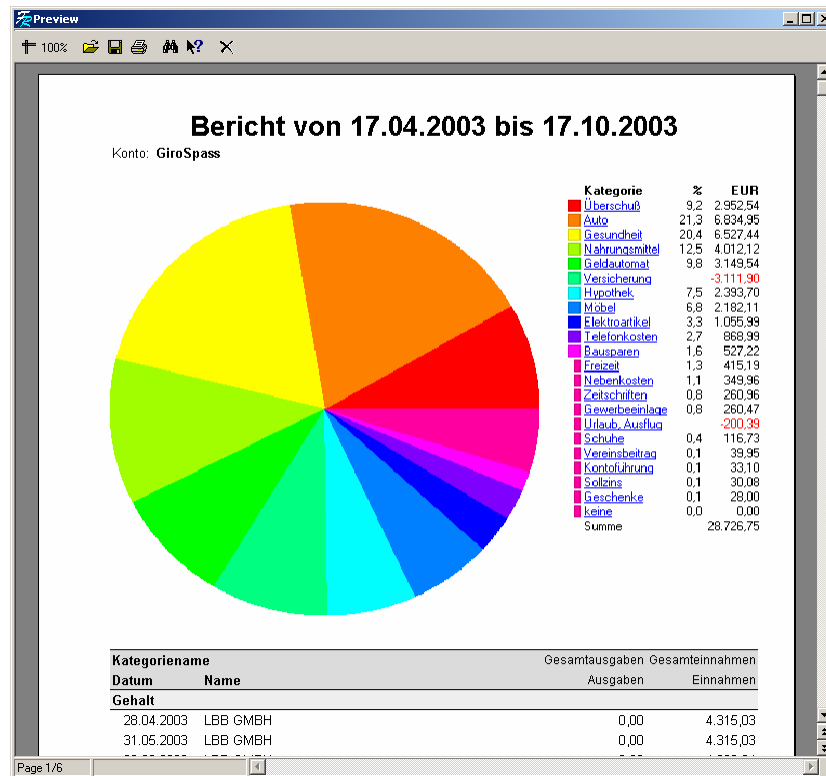 Preview
100%
Bericht von 17.04.2003 bis 17.10.2003
Konto: GiroSpass
Kategorie % EUR
Überschuß 9,2 2.952,54
Auto 21,3 6.834,95
Gesundheit 20,4 6.527,44
Nahrungsmittel 12,5 4.012,12
Geldautomat 9,8 3.149,54
Versicherung -3.111,90
Hypothek 7,5 2.393,70
Möbel 6,8 2.182,11
Elektroartikel 3,3 1.055,99
Telefonkosten 2,7 868,99
Bausparen 1,6 527,22
Freizeit 1,3 415,19
Nebenkosten 1,1 349,96
Zeitschriften 0,8 260,96
Gewerbeeinlage 0,8 260,47
Urlaub, Ausflug -200,39
Schuhe 0,4 116,73
Vereinsbeitrag 0,1 39,95
Kontoführung 0,1 33,10
Sollzins 0,1 30,08
Geschenke 0,1 28,00
keine 0,0 0,00
Summe 28.726,75
Kategoriename Gesamtausgaben Gesamteinnahmen
Datum Name Ausgaben Einnahmen
Gehalt
28.04.2003 LBB GMBH 0,00 4.315,03
31.05.2003 LBB GMBH 0,00 4.315,03
Page 1/6